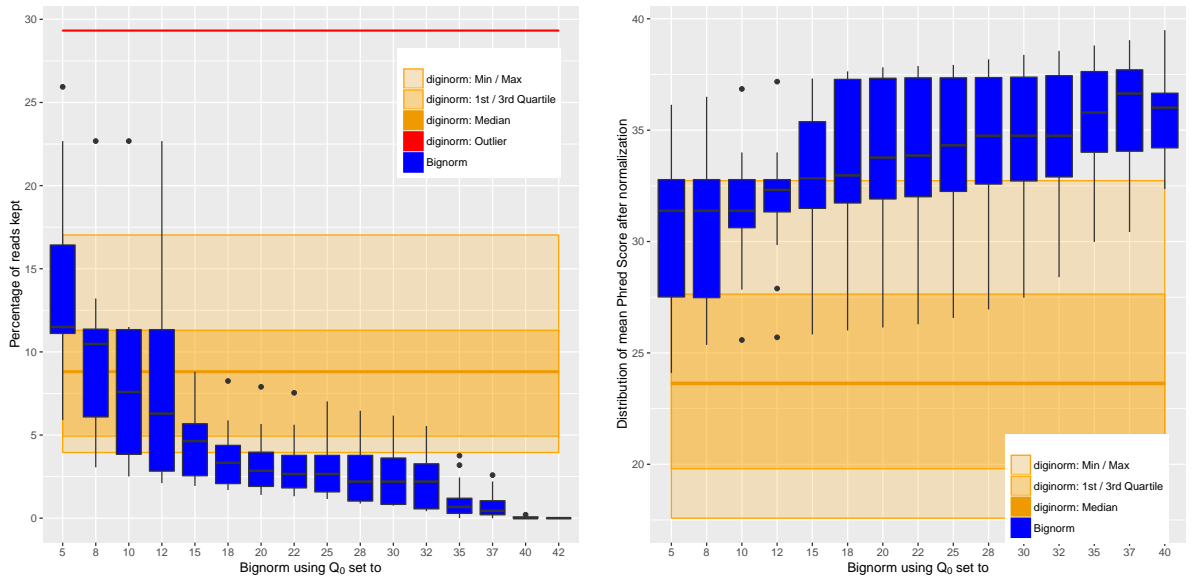 30
25
20
15
10
5
0
Percentage of reads kept
diginorm: Min / Max
diginorm: 1st / 3rd Quartile
diginorm: Median
diginorm: Outlier
Bignorm
5 8 10 12 15 18 20 22 25 28 30 32 35 37 40 42
Bignorm using Q₀ set to
40
35
30
25
20
Distribution of mean Phred Score after normalization
diginorm: Min / Max
diginorm: 1st / 3rd Quartile
diginorm: Median
Bignorm
5 8 10 12 15 18 20 22 25 28 30 32 35 37 40
Bignorm using Q₀ set to